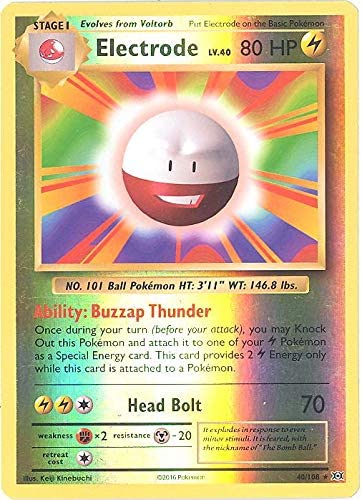 STAGE 1 Evolves from Voltorb Put Electrode on the Basic Pokémon
Electrode LV.40 80 HP
NO. 101 Ball Pokémon HT: 3'11" WT: 146.8 lbs.
Ability: Buzzap Thunder
Once during your turn (before your attack), you may Knock
Out this Pokémon and attach it to one of your Pokémon
as a Special Energy card. This card provides 2 Energy only
while this card is attached to a Pokémon.
Head Bolt 70
weakness ×2 resistance -20
retreat
cost
It explodes in response to even
minor stimuli. It is feared, with
the nickname of "The Bomb Ball."
Illus. Keiji Kinebuchi ©2016 Pokémon 40/108 ★